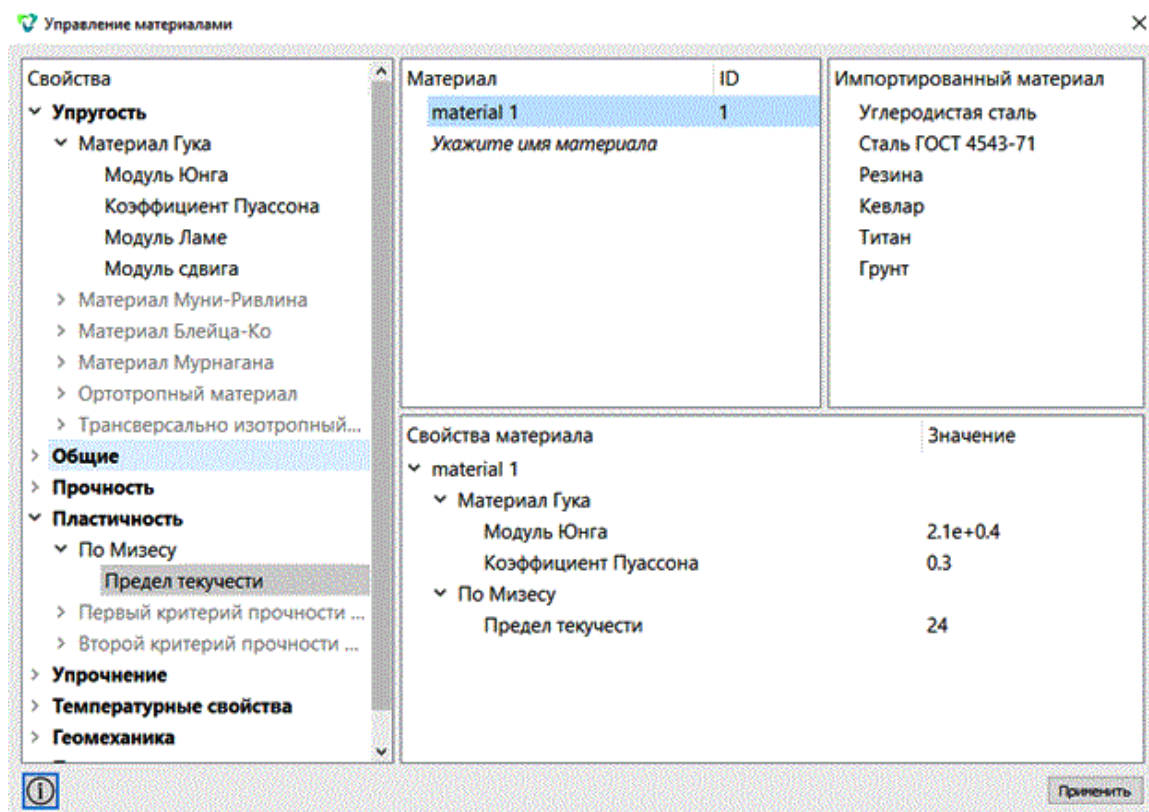 Управление материалами
Свойства
Упругость
Материал Гука
Модуль Юнга
Коэффициент Пуассона
Модуль Ламе
Модуль сдвига
Материал Муни-Ривлина
Материал Блейца-Ко
Материал Мурнагана
Ортотропный материал
Трансверсально изотропный...
Общие
Прочность
Пластичность
По Мизесу
Предел текучести
Первый критерий прочности ...
Второй критерий прочности ...
Упрочнение
Температурные свойства
Геомеханика
Материал ID
material 1 1
Укажите имя материала
Импортированный материал
Углеродистая сталь
Сталь ГОСТ 4543-71
Резина
Кевлар
Титан
Грунт
Свойства материала Значение
material 1
Материал Гука
Модуль Юнга 2.1e+0.4
Коэффициент Пуассона 0.3
По Мизесу
Предел текучести 24
Применить